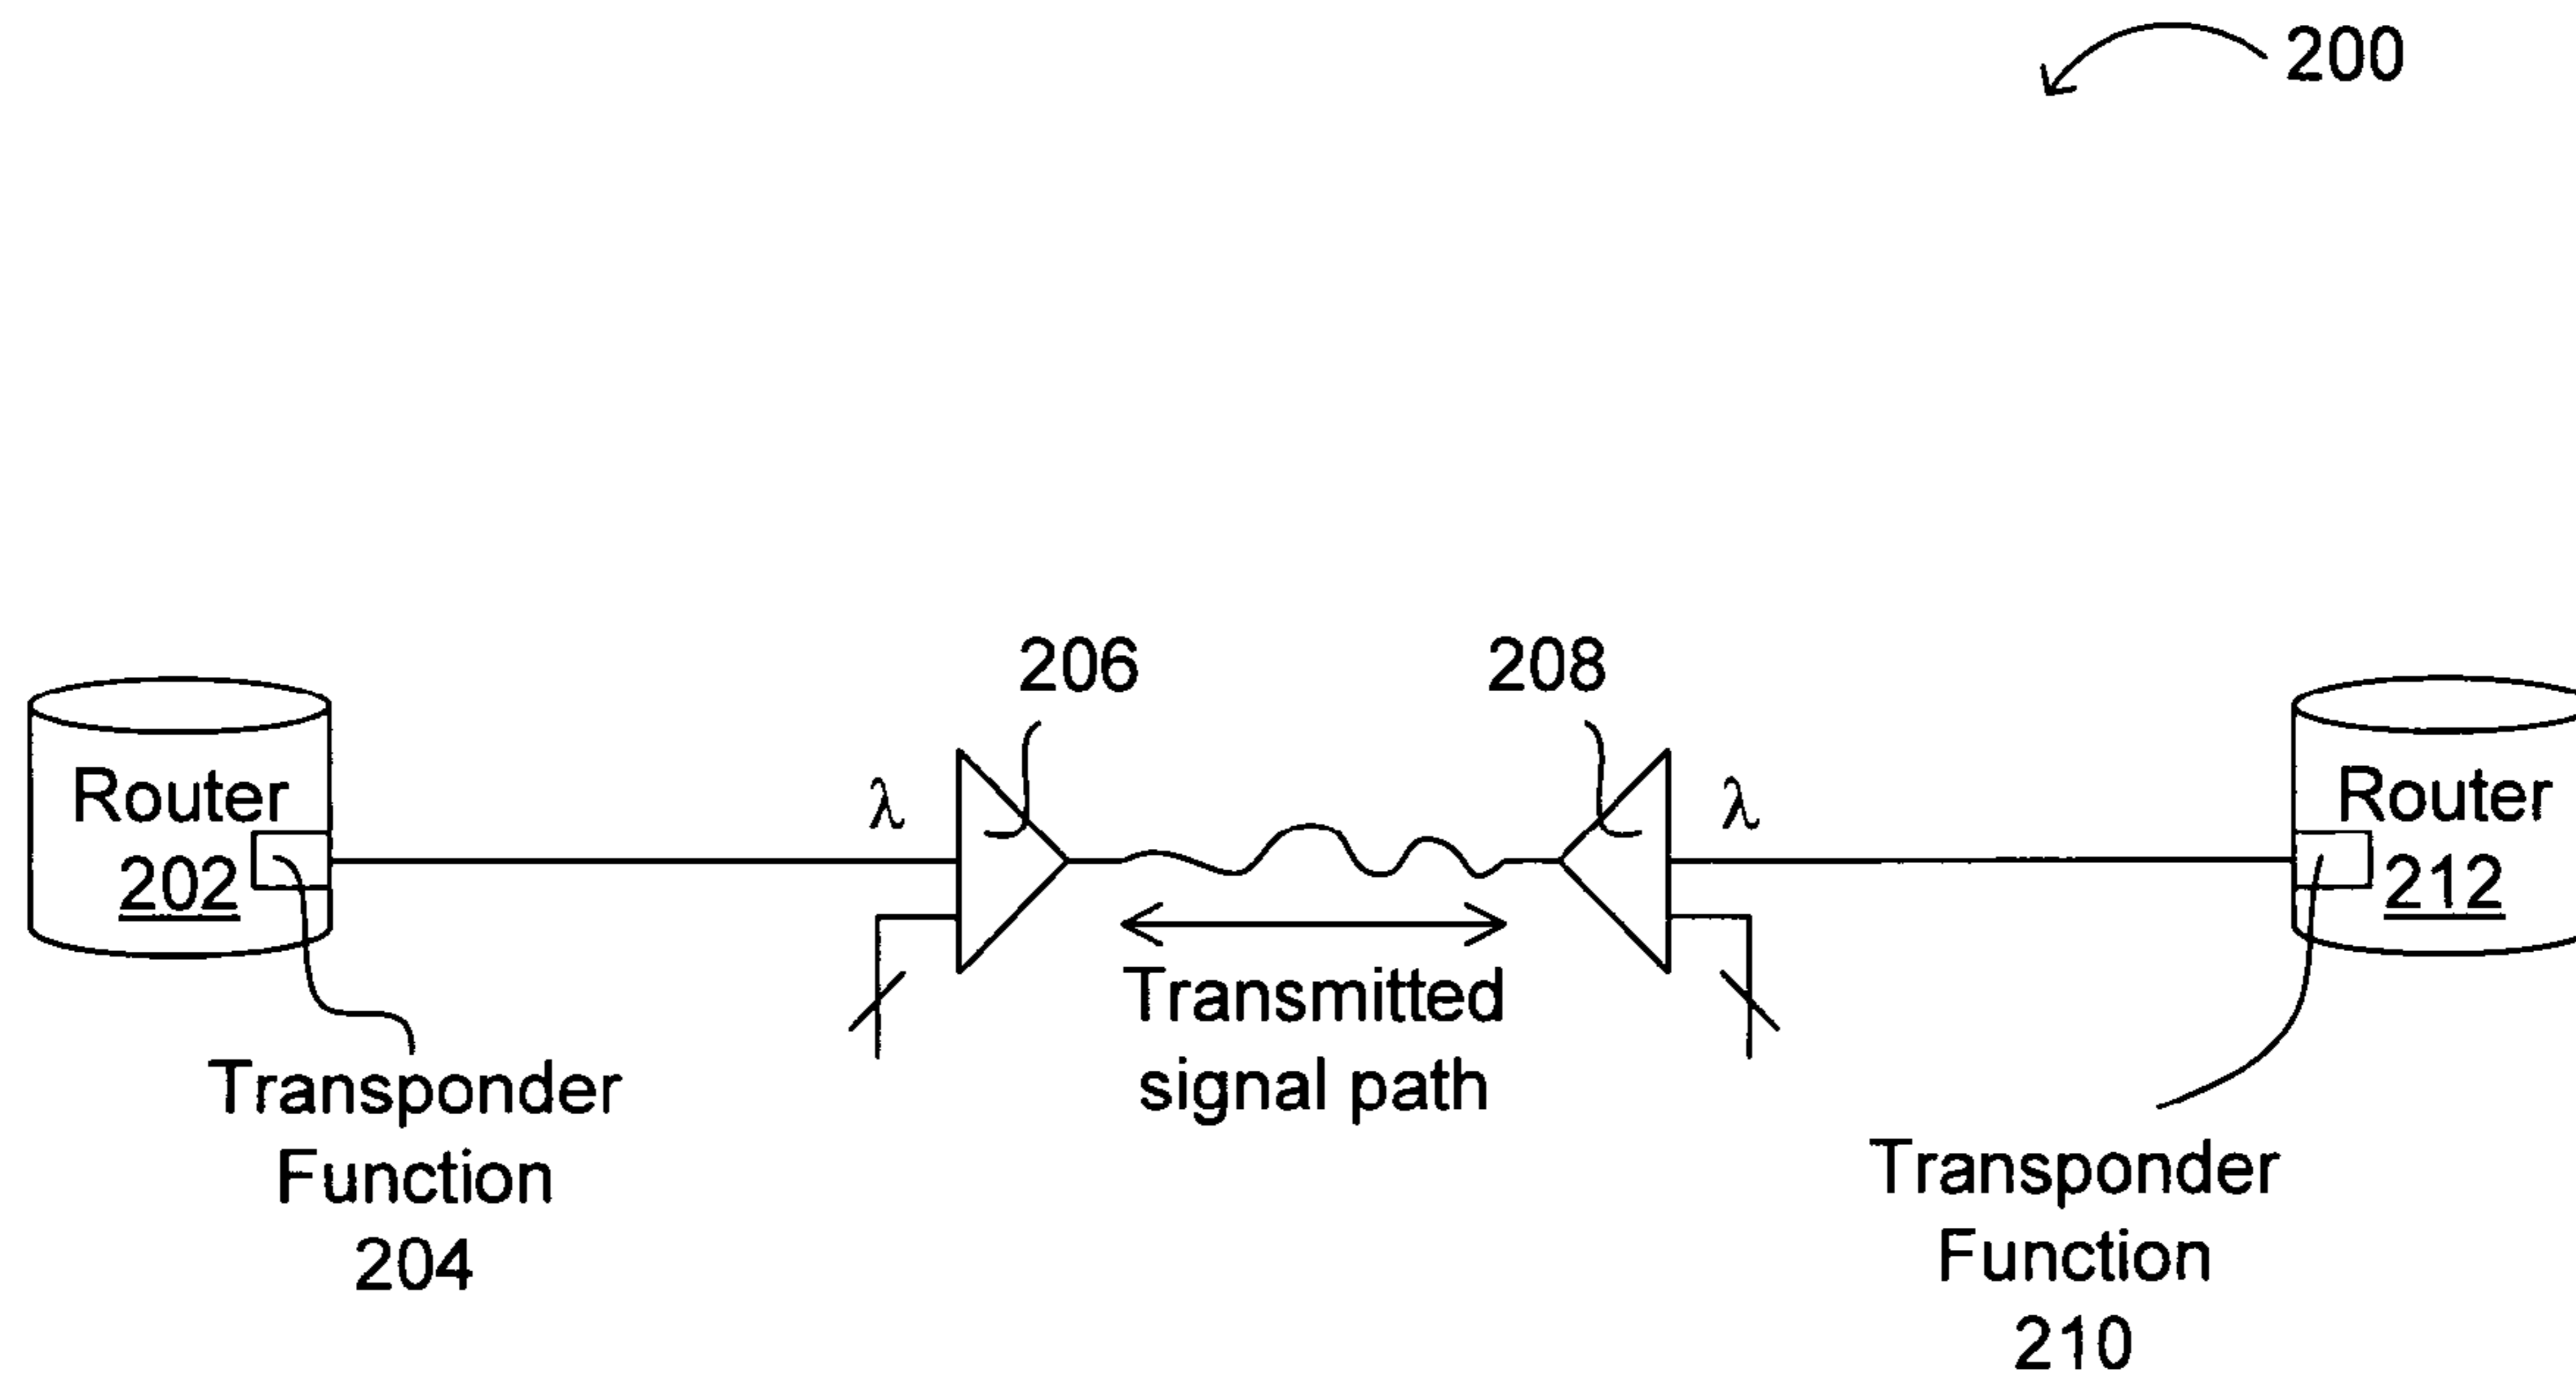 200
206
208
λ
λ
Router
202
Router
212
Transmitted
signal path
Transponder
Function
204
Transponder
Function
210